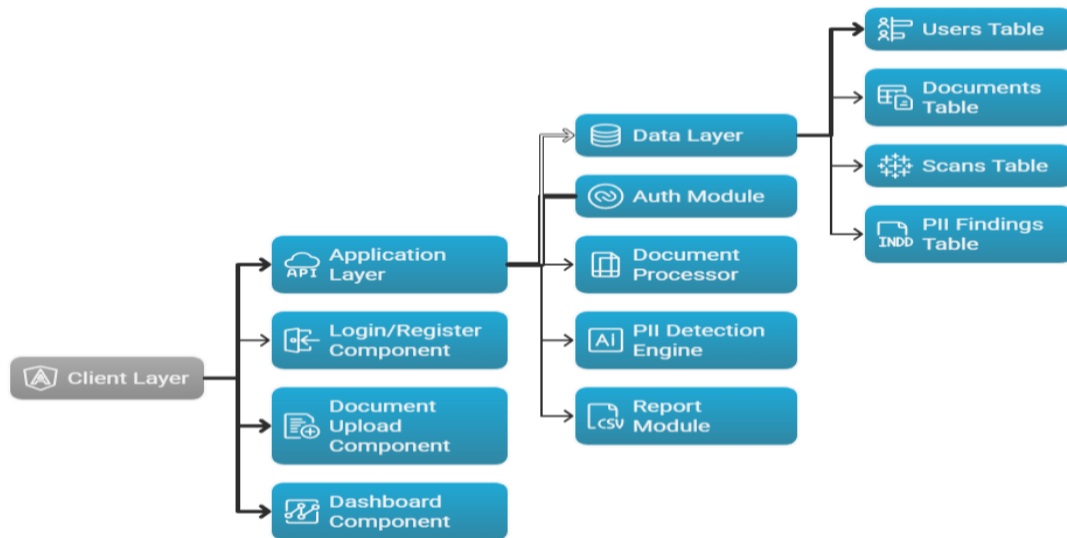 Users Table
Documents
Table
Data Layer
Scans Table
Auth Module
INDD
PII Findings
Table
API
Application
Layer
Document
Processor
Login/Register
Component
AI
PII Detection
Engine
Client Layer
Document
Upload
Component
CSV
Report
Module
Dashboard
Component